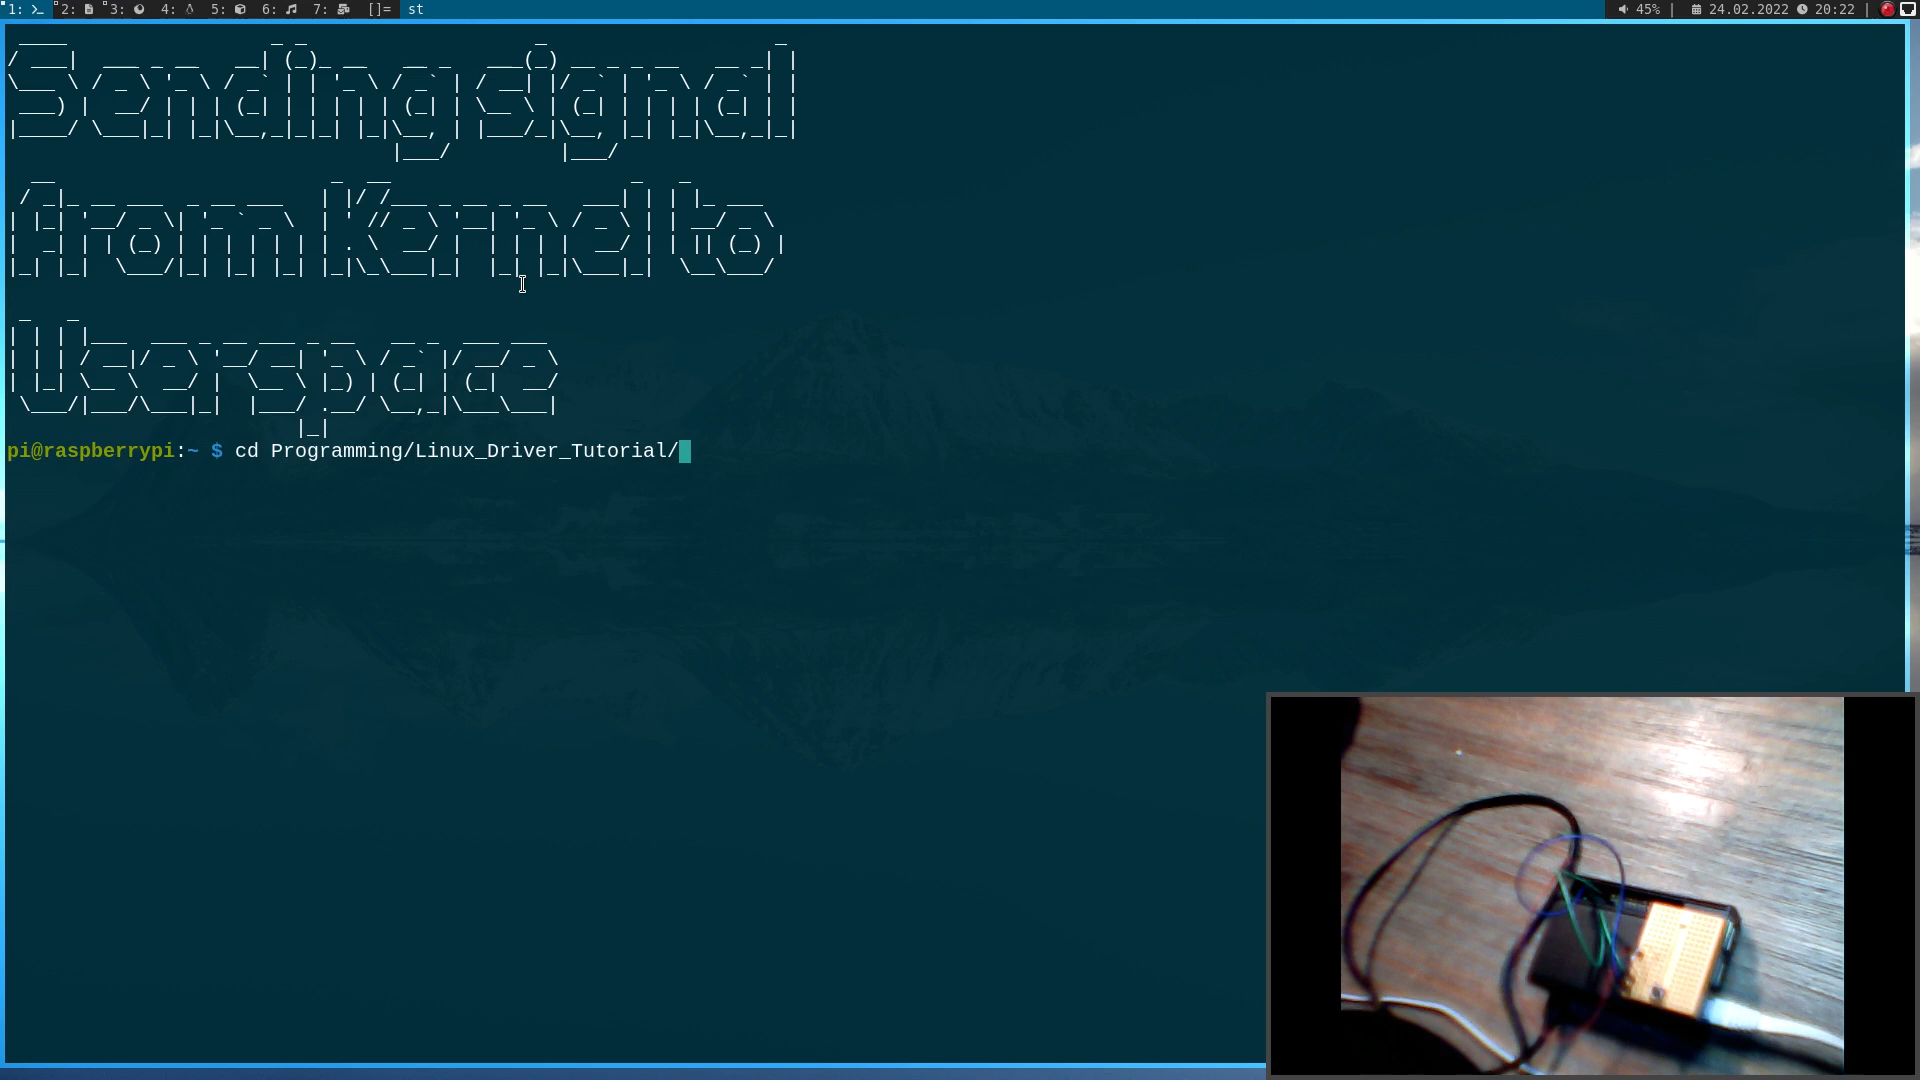 1: 2: 3: 4: 5: 6: 7: []= st 45% | 24.02.2022 20:22 |
Sending signal
from Kernel to
Userspace
pi@raspberrypi:~ $ cd Programming/Linux_Driver_Tutorial/